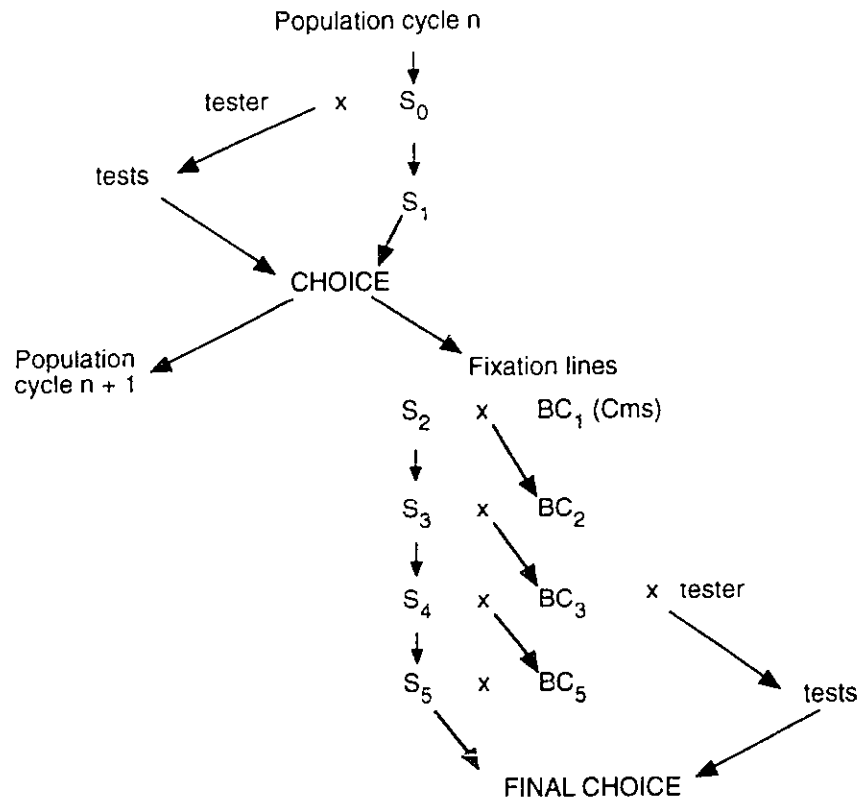 Population cycle n
tester x S₀
tests
S₁
CHOICE
Population
cycle n + 1
Fixation lines
S₂ x BC₁ (Cms)
S₃ x BC₂
S₄ x BC₃ x tester
S₅ x BC₅
tests
FINAL CHOICE